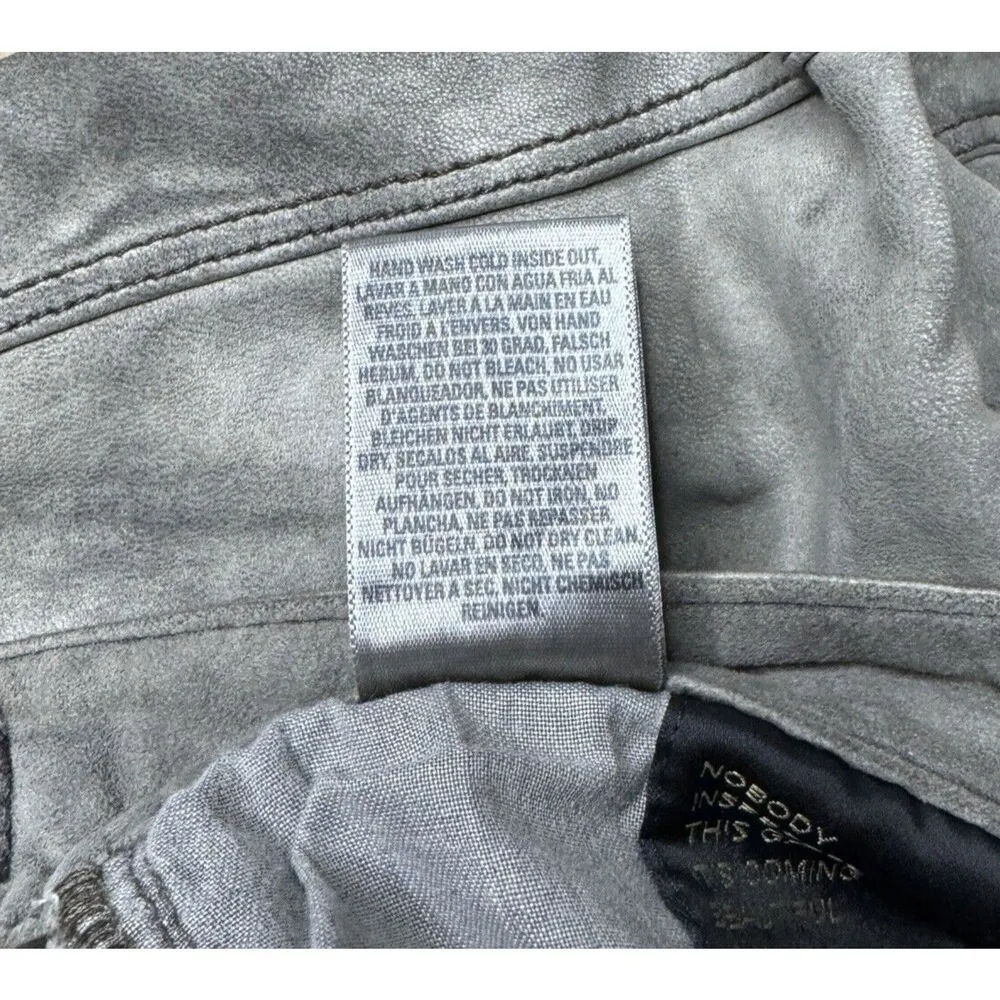 HAND WASH COLD INSIDE OUT,
LAVAR A MANO CON AGUA FRIA AL
REVES, LAVER A LA MAIN EN EAU
FROID A L'ENVERS, VON HAND
WASCHEN BEI 30 GRAD, FALSCH
HERUM, DO NOT BLEACH, NO USAR
BLANQUEADOR, NE PAS UTILISER
D'AGENTS DE BLANCHIMENT,
BLEICHEN NICHT ERLAUBT, DRIP
DRY, SEGALOS AL AIRE, SUSPENDRE
POUR SECHER, TROCKNEN
AUFHANGEN, DO NOT IRON, NO
PLANCHA, NE PAS REPASSER
NICHT BÜGELN, DO NOT DRY CLEAN,
NO LAVAR EN SECO, NE PAS
NETTOYER A SEC, NICHT CHEMISCH
REINIGEN.
NOBODY
THIS